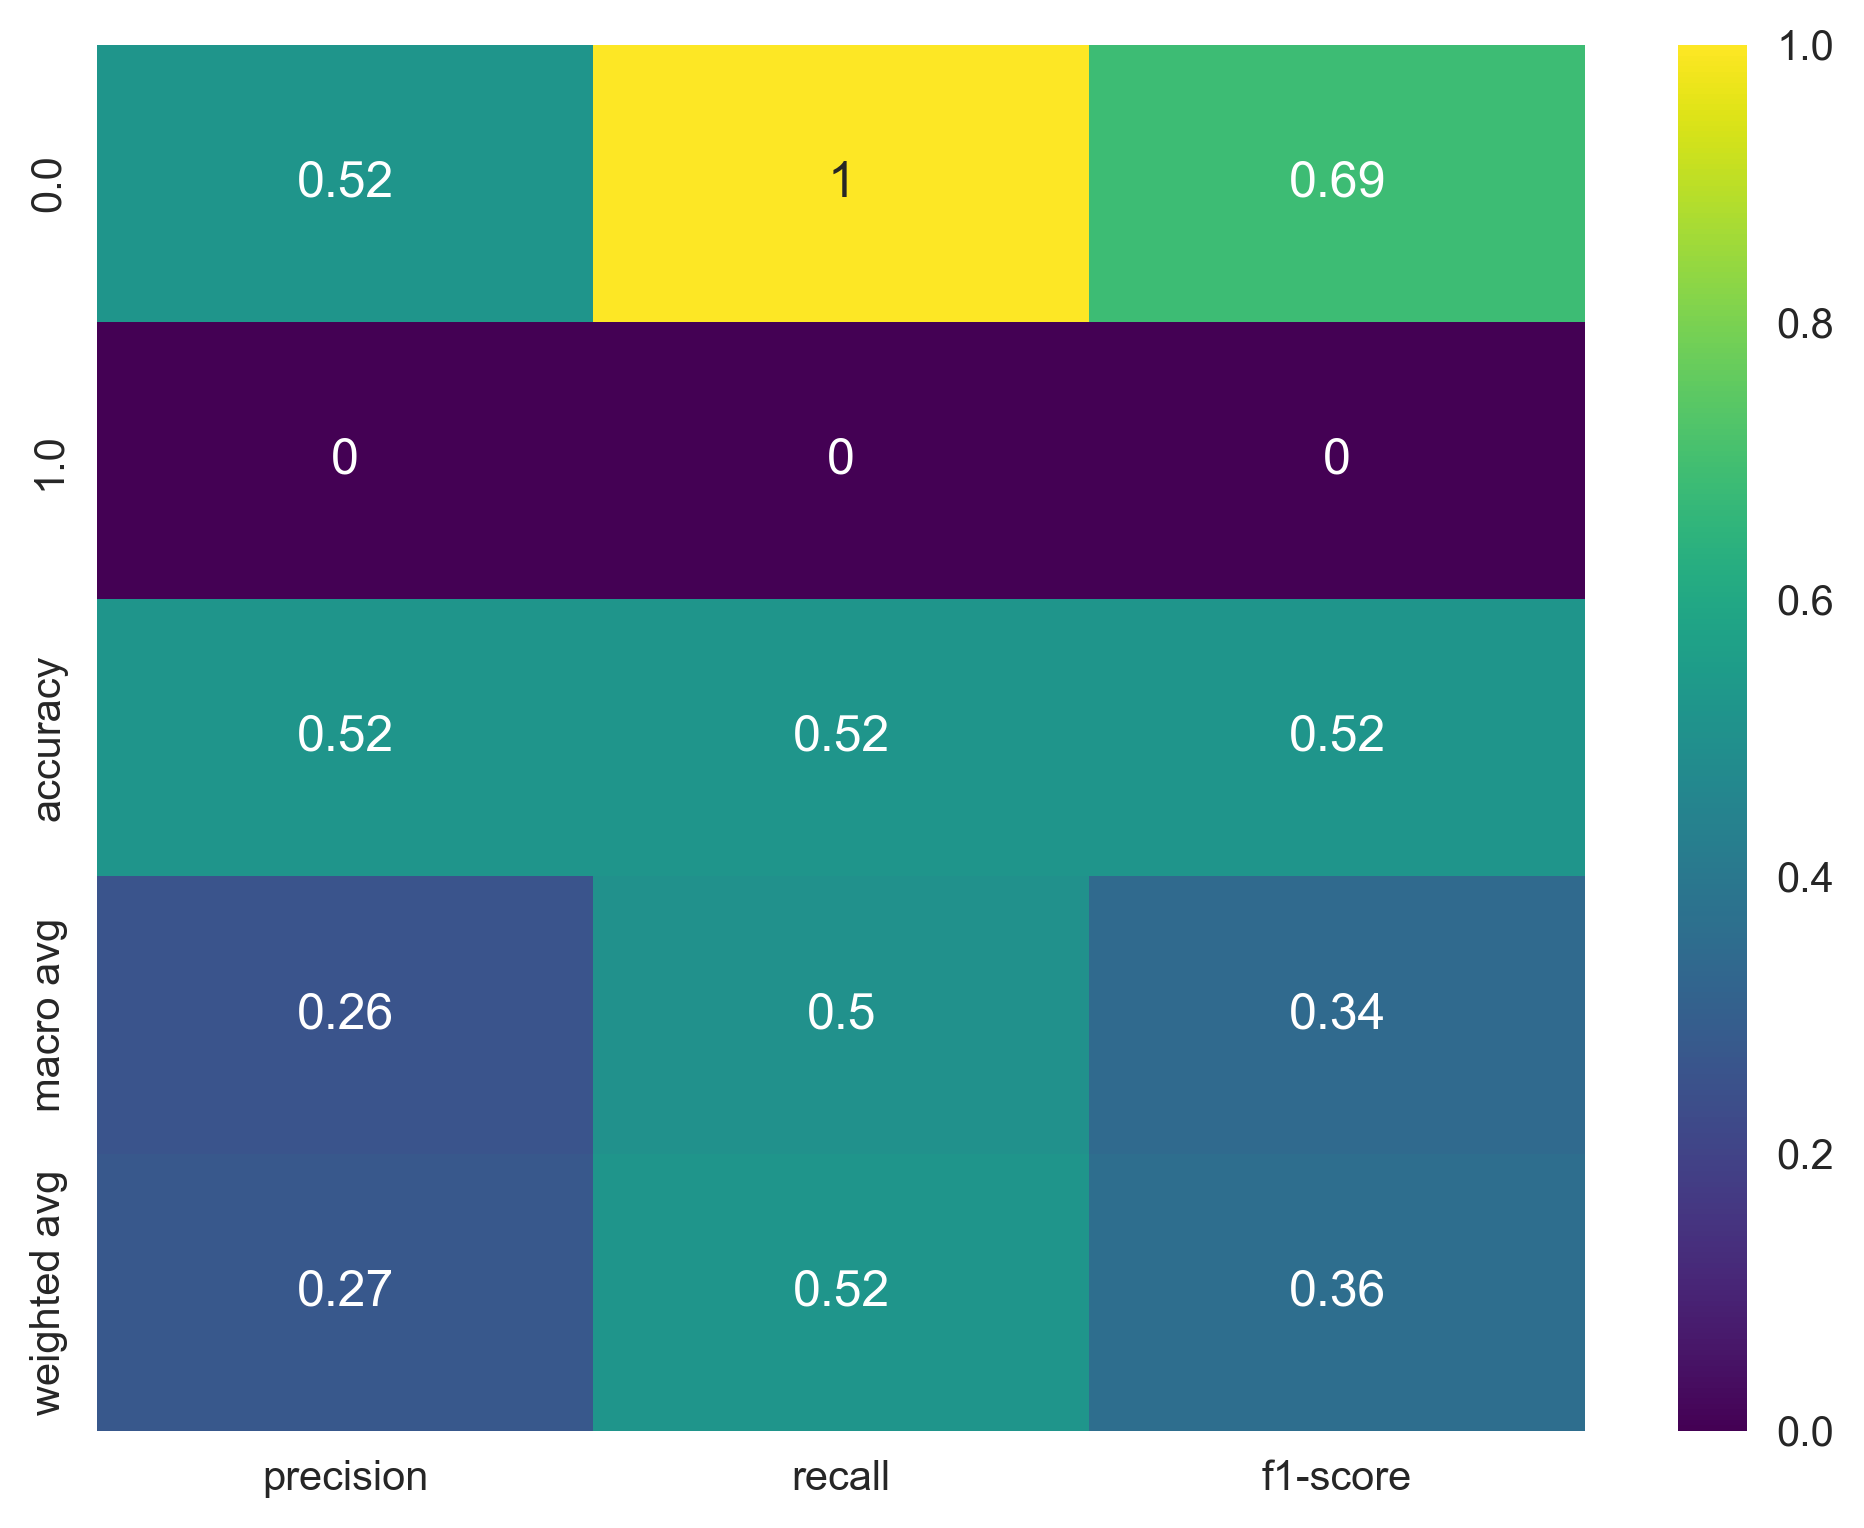 0.0 0.52 1 0.69
1.0 0 0 0
accuracy 0.52 0.52 0.52
macro avg 0.26 0.5 0.34
weighted avg 0.27 0.52 0.36
precision recall f1-score
1.0
0.8
0.6
0.4
0.2
0.0